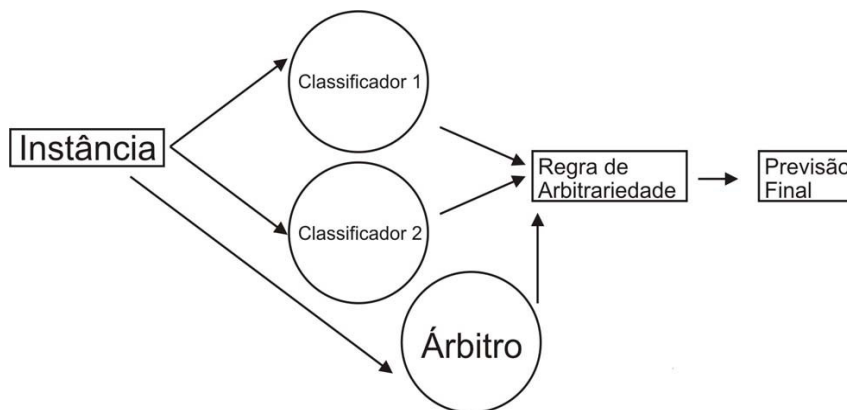 Classificador 1
Instância
Classificador 2
Regra de
Arbitrariedade
Previsão
Final
Árbitro